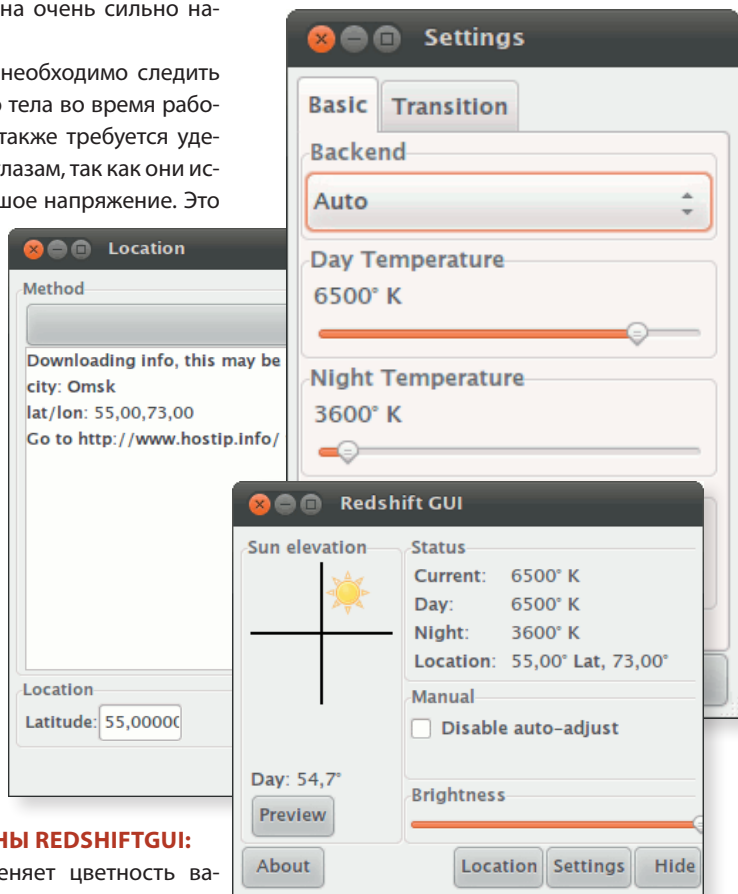 на очень сильно на-
необходимо следить
тела во время рабо-
также требуется уде-
глазам, так как они ис-
шое напряжение. Это
Settings
Basic Transition
Backend
Auto
Day Temperature
6500° K
Night Temperature
3600° K
Location
Method
Downloading info, this may be
city: Omsk
lat/lon: 55,00,73,00
Go to http://www.hostip.info/
Location
Latitude: 55,00000
Redshift GUI
Sun elevation
Day: 54,7°
Preview
Status
Current: 6500° K
Day: 6500° K
Night: 3600° K
Location: 55,00° Lat, 73,00°
Manual
Disable auto-adjust
Brightness
About Location Settings Hide
НЫ REDSHIFTGUI:
еняет цветность ва-